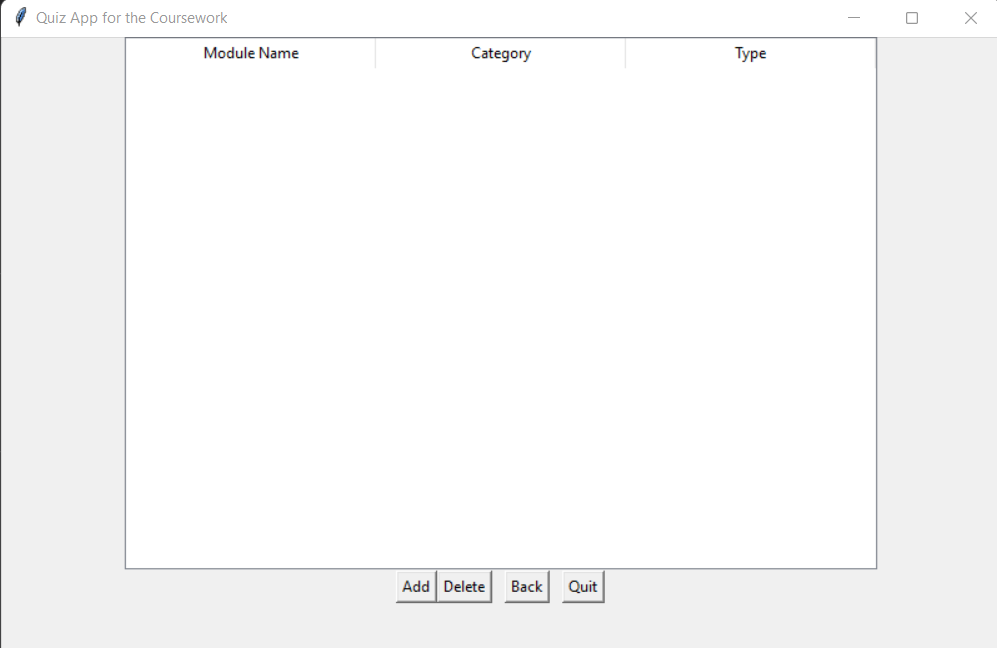 Quiz App for the Coursework
Module Name Category Type
Add Delete Back Quit